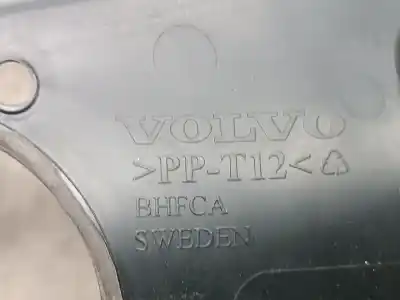 VOLVO
>PP-T12<
BHFCA
SWEDEN